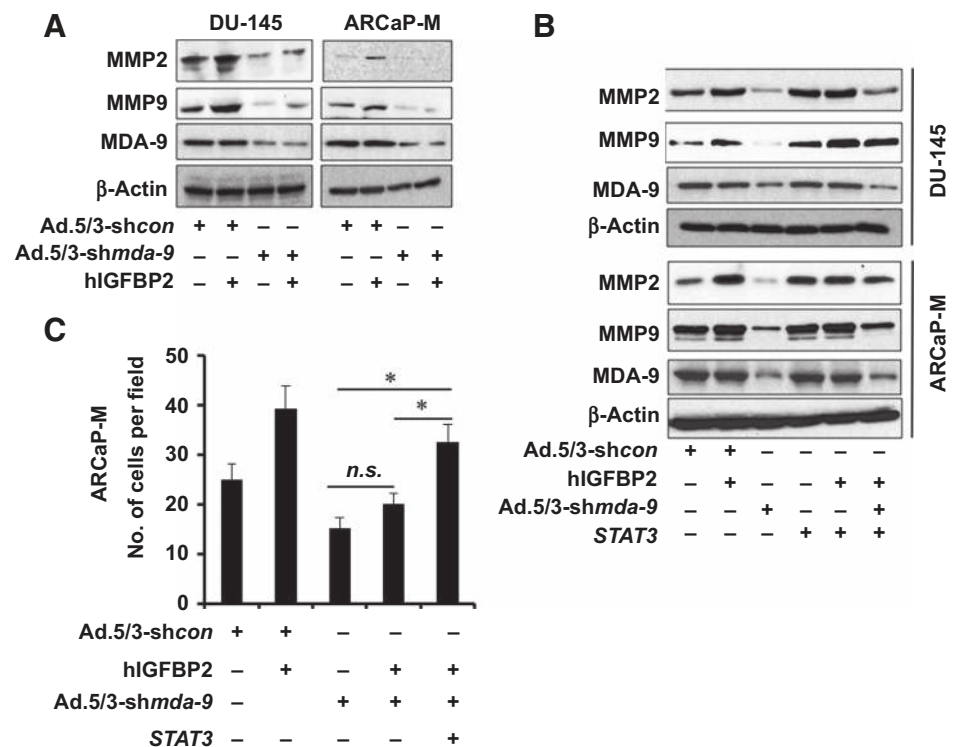 A
DU-145 ARCaP-M
MMP2
MMP9
MDA-9
β-Actin
Ad.5/3-shcon + + – – + + – –
Ad.5/3-shmda-9 – – + + – – + +
hIGFBP2 – + – + – + – +
B
MMP2
MMP9
MDA-9
β-Actin
DU-145
MMP2
MMP9
MDA-9
β-Actin
ARCaP-M
Ad.5/3-shcon + + – – – –
hIGFBP2 – + – – + +
Ad.5/3-shmda-9 – – + – – +
STAT3 – – – + + +
C
ARCaP-M
No. of cells per field
50
40
30
20
10
0
*
*
n.s.
Ad.5/3-shcon + + – – –
hIGFBP2 – + – + +
Ad.5/3-shmda-9 – – + + +
STAT3 – – – – +